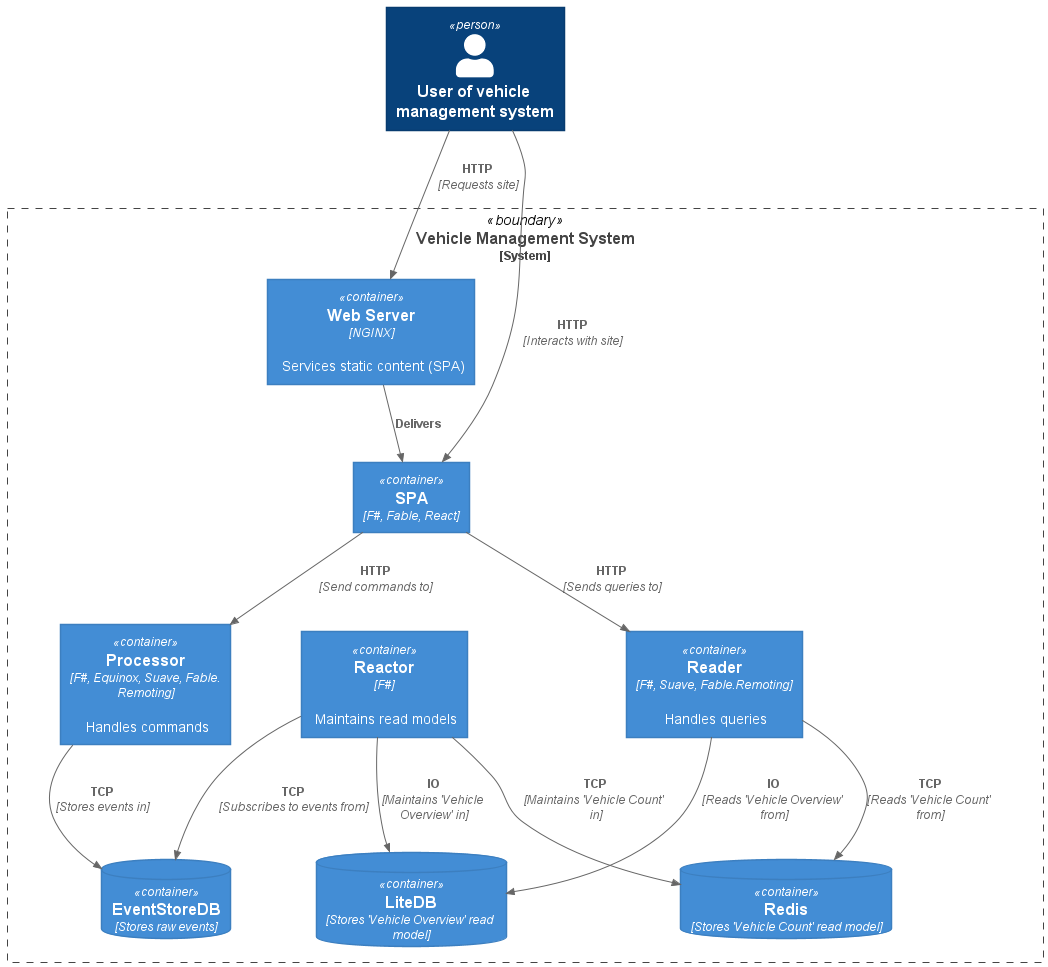 «person»
User of vehicle
management system
HTTP
[Requests site]
«boundary»
Vehicle Management System
[System]
«container»
Web Server
[NGINX]
Services static content (SPA)
HTTP
[Interacts with site]
Delivers
«container»
SPA
[F#, Fable, React]
HTTP
[Send commands to]
HTTP
[Sends queries to]
«container»
Processor
[F#, Equinox, Suave, Fable.
Remoting]
Handles commands
«container»
Reactor
[F#]
Maintains read models
«container»
Reader
[F#, Suave, Fable.Remoting]
Handles queries
TCP
[Stores events in]
TCP
[Subscribes to events from]
IO
[Maintains 'Vehicle
Overview' in]
TCP
[Maintains 'Vehicle Count'
in]
IO
[Reads 'Vehicle Overview'
from]
TCP
[Reads 'Vehicle Count'
from]
«container»
EventStoreDB
[Stores raw events]
«container»
LiteDB
[Stores 'Vehicle Overview' read
model]
«container»
Redis
[Stores 'Vehicle Count' read model]